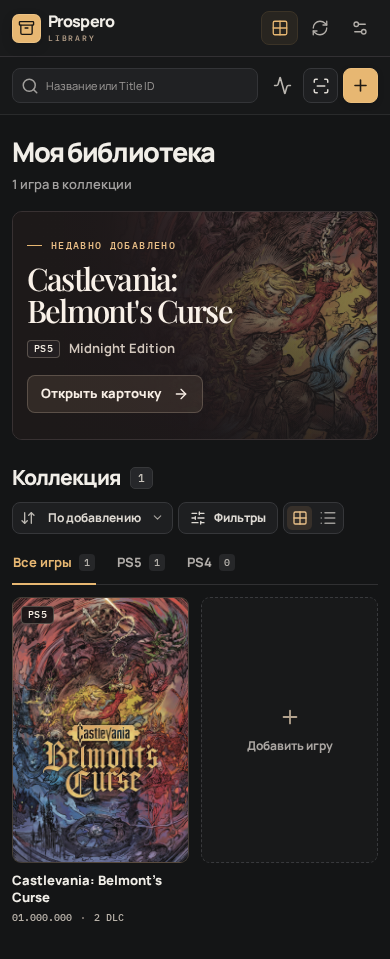 Prospero
LIBRARY
Название или Title ID
Моя библиотека
1 игра в коллекции
НЕДАВНО ДОБАВЛЕНО
Castlevania:
Belmont's Curse
PS5 Midnight Edition
Открыть карточку
Коллекция 1
По добавлению Фильтры
Все игры 1 PS5 1 PS4 0
PS5
Castlevania
Belmont's
Curse
Добавить игру
Castlevania: Belmont's
Curse
01.000.000 · 2 DLC